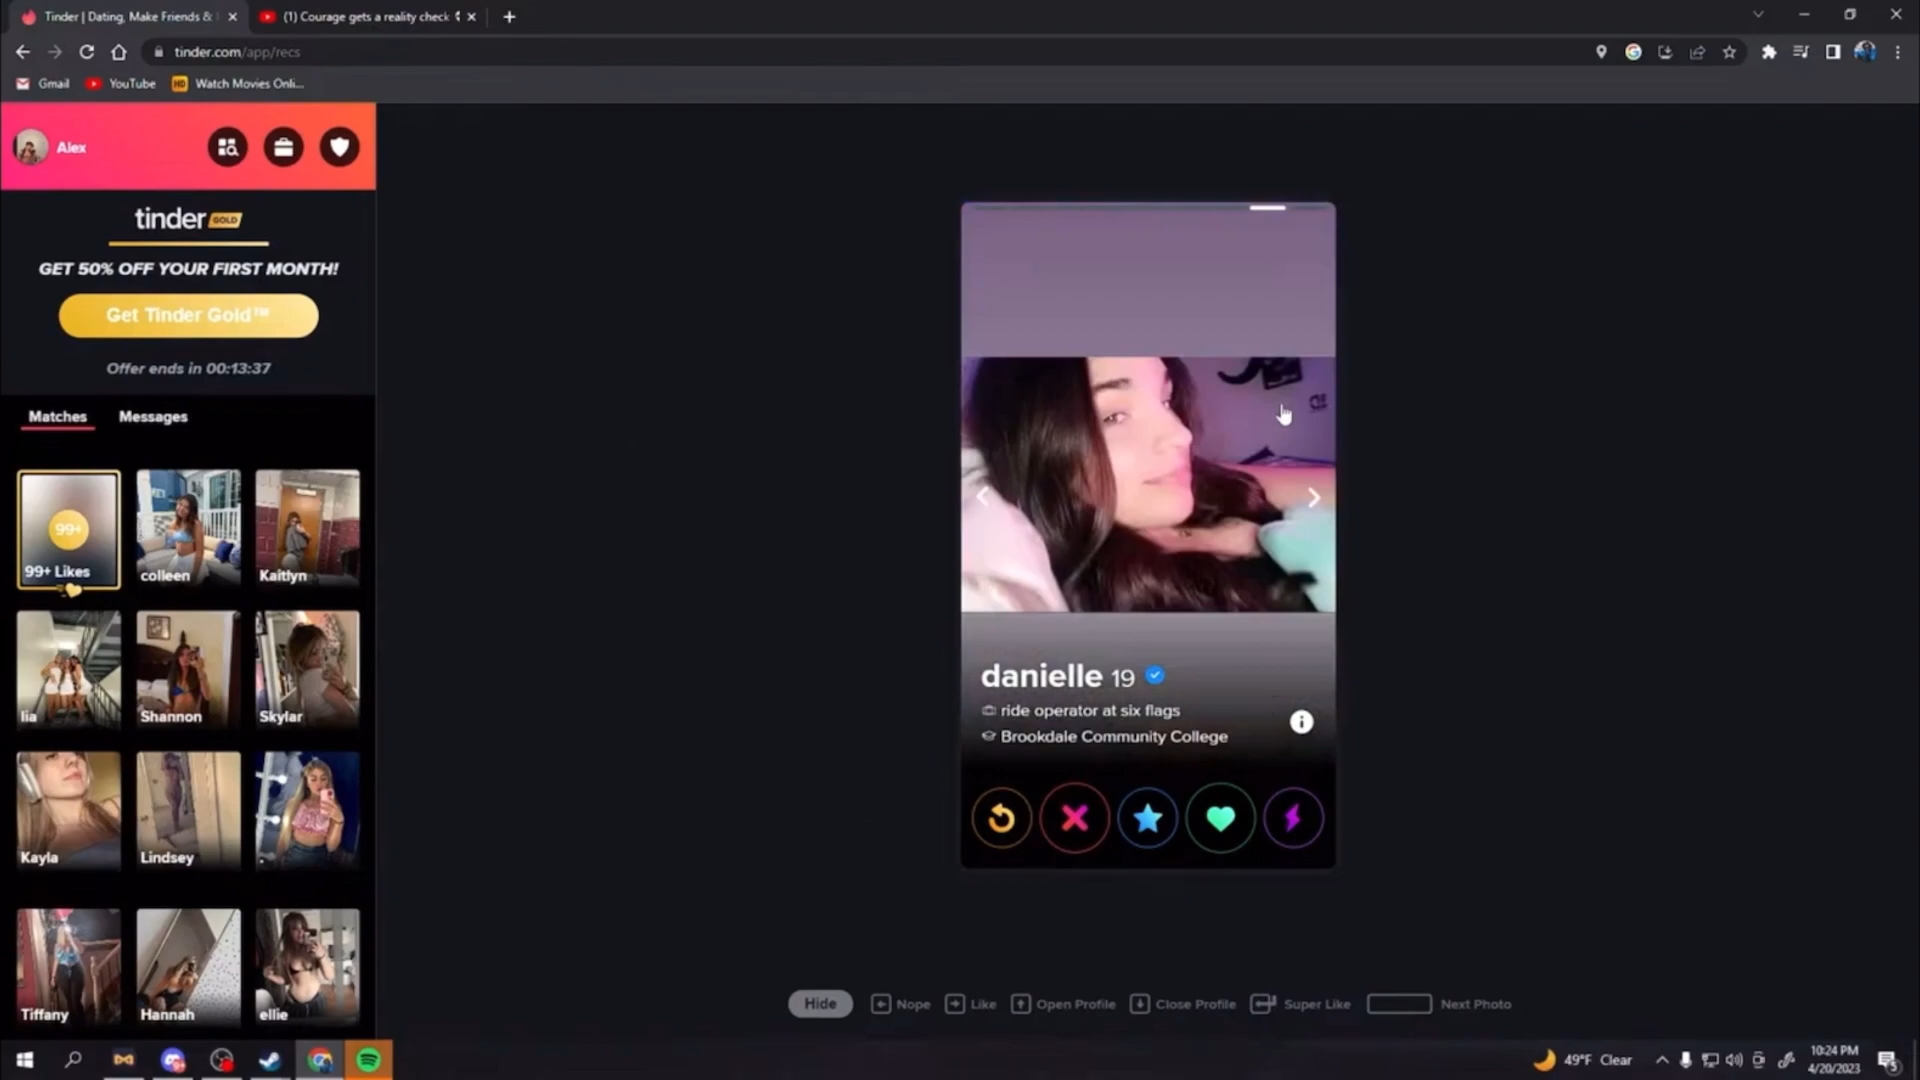 Tinder | Dating, Make Friends &
(1) Courage gets a reality check
tinder.com/app/recs
Gmail
YouTube
HD
Watch Movies Onli...
Alex
tinder GOLD
GET 50% OFF YOUR FIRST MONTH!
Get Tinder Gold™
Offer ends in 00:13:37
Matches
Messages
99+
99+ Likes
colleen
Kaitlyn
lia
Shannon
Skylar
Kayla
Lindsey
.
Tiffany
Hannah
ellie
danielle 19
ride operator at six flags
Brookdale Community College
Hide
Nope
Like
Open Profile
Close Profile
Super Like
Next Photo
49°F Clear
10:24 PM
4/20/2023